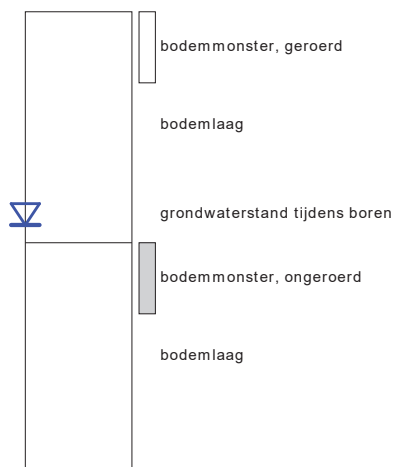 bodemmonster, geroerd
bodemlaag
grondwaterstand tijdens boren
bodemmonster, ongeroerd
bodemlaag